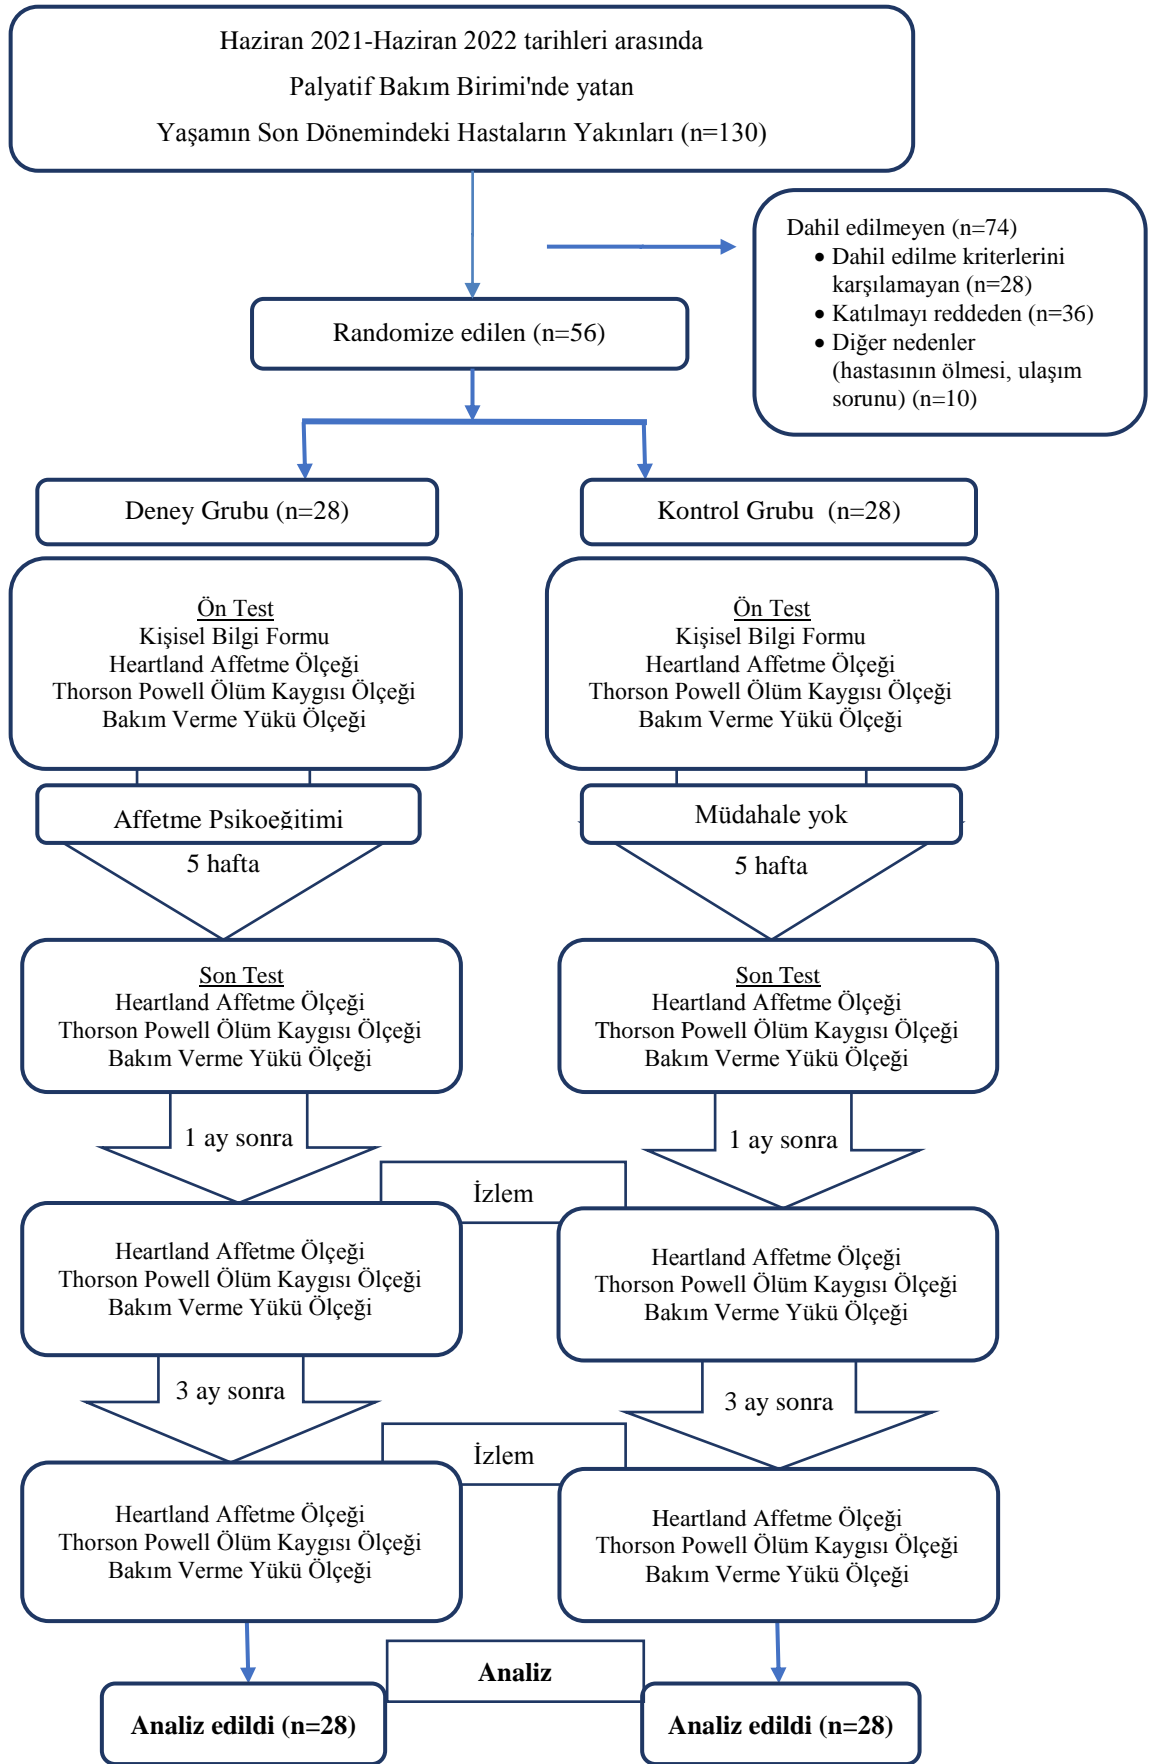 Haziran 2021-Haziran 2022 tarihleri arasında
Palyatif Bakım Birimi'nde yatan
Yaşamın Son Dönemindeki Hastaların Yakınları (n=130)
Dahil edilmeyen (n=74)
• Dahil edilme kriterlerini
karşılamayan (n=28)
• Katılmayı reddeden (n=36)
• Diğer nedenler
(hastasının ölmesi, ulaşım
sorunu) (n=10)
Randomize edilen (n=56)
Deney Grubu (n=28)
Kontrol Grubu (n=28)
Ön Test
Kişisel Bilgi Formu
Heartland Affetme Ölçeği
Thorson Powell Ölüm Kaygısı Ölçeği
Bakım Verme Yükü Ölçeği
Ön Test
Kişisel Bilgi Formu
Heartland Affetme Ölçeği
Thorson Powell Ölüm Kaygısı Ölçeği
Bakım Verme Yükü Ölçeği
Affetme Psikoeğitimi
Müdahale yok
5 hafta
5 hafta
Son Test
Heartland Affetme Ölçeği
Thorson Powell Ölüm Kaygısı Ölçeği
Bakım Verme Yükü Ölçeği
Son Test
Heartland Affetme Ölçeği
Thorson Powell Ölüm Kaygısı Ölçeği
Bakım Verme Yükü Ölçeği
1 ay sonra
1 ay sonra
İzlem
Heartland Affetme Ölçeği
Thorson Powell Ölüm Kaygısı Ölçeği
Bakım Verme Yükü Ölçeği
Heartland Affetme Ölçeği
Thorson Powell Ölüm Kaygısı Ölçeği
Bakım Verme Yükü Ölçeği
3 ay sonra
3 ay sonra
İzlem
Heartland Affetme Ölçeği
Thorson Powell Ölüm Kaygısı Ölçeği
Bakım Verme Yükü Ölçeği
Heartland Affetme Ölçeği
Thorson Powell Ölüm Kaygısı Ölçeği
Bakım Verme Yükü Ölçeği
Analiz
Analiz edildi (n=28)
Analiz edildi (n=28)